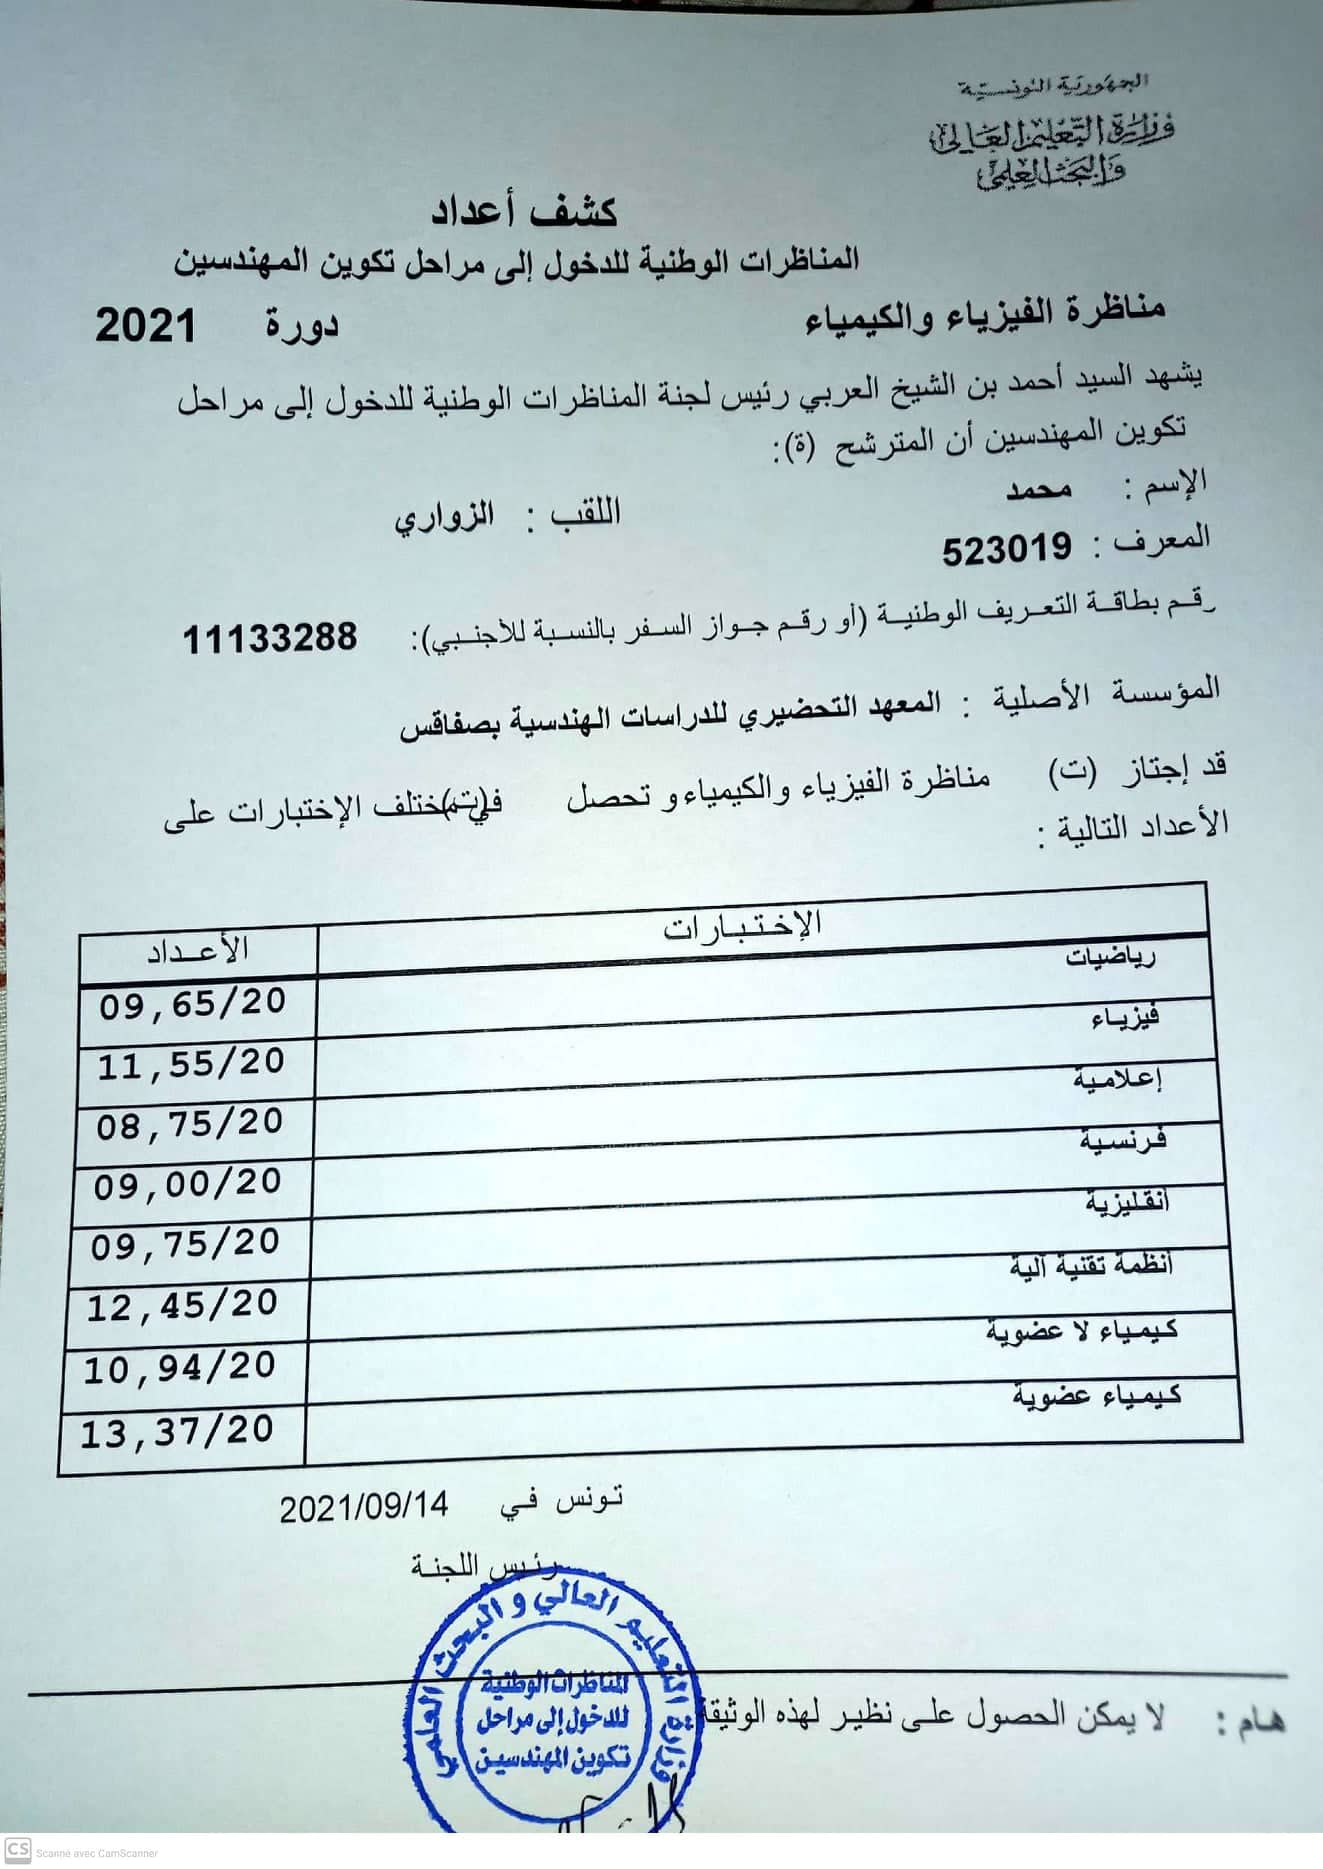 الجمهورية التونسية
وزارة التعليم العالي
والبحث العلمي
كشف أعداد
المناظرات الوطنية للدخول إلى مراحل تكوين المهندسين
مناظرة الفيزياء والكيمياء دورة 2021
يشهد السيد أحمد بن الشيخ العربي رئيس لجنة المناظرات الوطنية للدخول إلى مراحل
تكوين المهندسين أن المترشح (ة):
الإسم : محمد اللقب : الزواري
المعرف : 523019
رقم بطاقة التعريف الوطنية (أو رقم جواز السفر بالنسبة للأجنبي): 11133288
المؤسسة الأصلية : المعهد التحضيري للدراسات الهندسية بصفاقس
قد إجتاز (ت) مناظرة الفيزياء والكيمياء و تحصل (ت) في مختلف الإختبارات على
الأعداد التالية :
الإختبارات الأعداد
رياضيات 09,65/20
فيزياء 11,55/20
إعلامية 08,75/20
فرنسية 09,00/20
أنقليزية 09,75/20
أنظمة تقنية آلية 12,45/20
كيمياء لا عضوية 10,94/20
كيمياء عضوية 13,37/20
تونس في 2021/09/14
رئيس اللجنة
وزارة التعليم العالي و البحث العلمي
المناظرات الوطنية
للدخول إلى مراحل
تكوين المهندسين
هام : لا يمكن الحصول على نظير لهذه الوثيقة
CS Scanné avec CamScanner